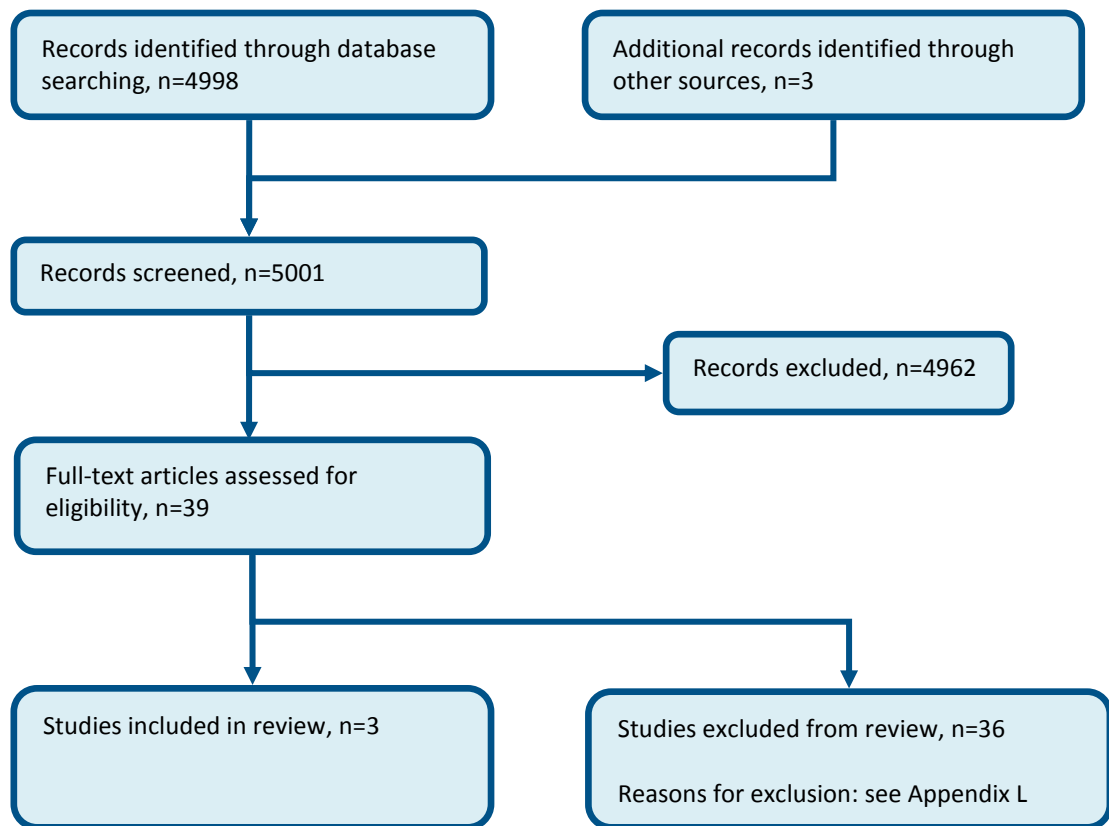 Records identified through database
searching, n=4998
Additional records identified through
other sources, n=3
Records screened, n=5001
Records excluded, n=4962
Full-text articles assessed for
eligibility, n=39
Studies included in review, n=3
Studies excluded from review, n=36
Reasons for exclusion: see Appendix L